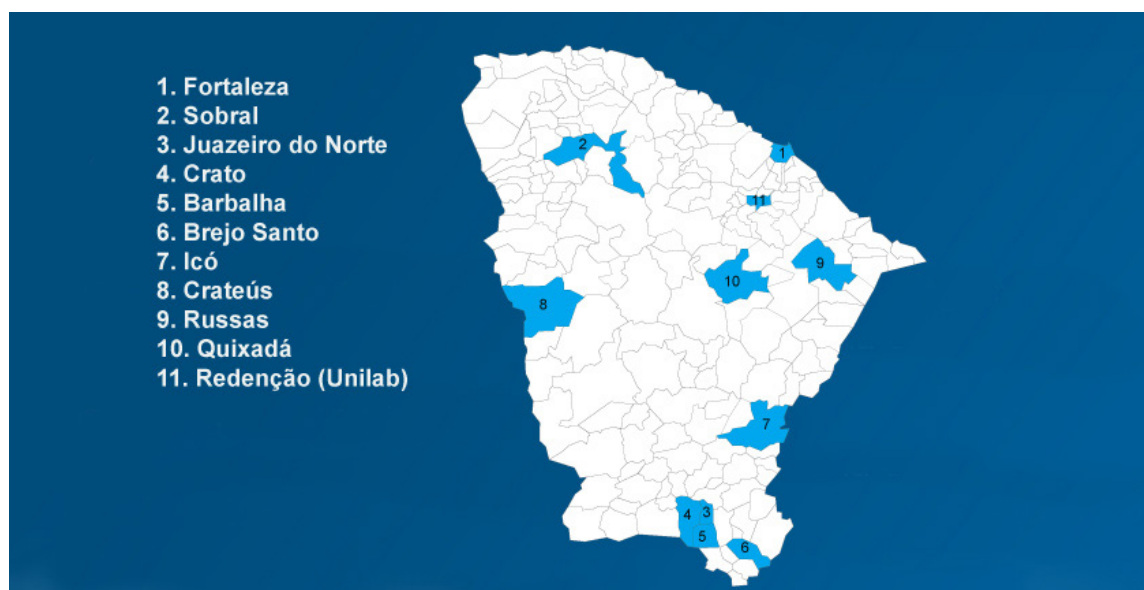 1. Fortaleza
2. Sobral
3. Juazeiro do Norte
4. Crato
5. Barbalha
6. Brejo Santo
7. Icó
8. Crateús
9. Russas
10. Quixadá
11. Redenção (Unilab)
2
1
11
9
10
8
7
4
3
5
6